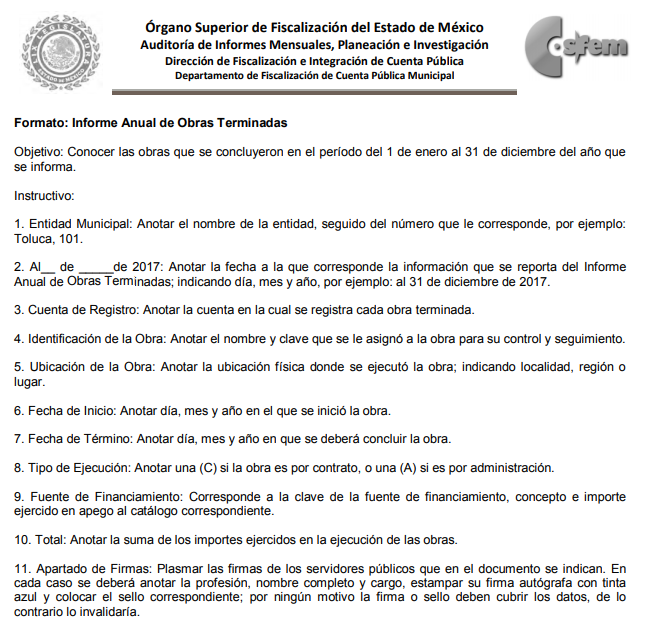 Órgano Superior de Fiscalización del Estado de México
Auditoría de Informes Mensuales, Planeación e Investigación
Dirección de Fiscalización e Integración de Cuenta Pública
Departamento de Fiscalización de Cuenta Pública Municipal
osfem
Formato: Informe Anual de Obras Terminadas
Objetivo: Conocer las obras que se concluyeron en el período del 1 de enero al 31 de diciembre del año que
se informa.
Instructivo:
1. Entidad Municipal: Anotar el nombre de la entidad, seguido del número que le corresponde, por ejemplo:
Toluca, 101.
2. Al__ de _____de 2017: Anotar la fecha a la que corresponde la información que se reporta del Informe
Anual de Obras Terminadas; indicando día, mes y año, por ejemplo: al 31 de diciembre de 2017.
3. Cuenta de Registro: Anotar la cuenta en la cual se registra cada obra terminada.
4. Identificación de la Obra: Anotar el nombre y clave que se le asignó a la obra para su control y seguimiento.
5. Ubicación de la Obra: Anotar la ubicación física donde se ejecutó la obra; indicando localidad, región o
lugar.
6. Fecha de Inicio: Anotar día, mes y año en el que se inició la obra.
7. Fecha de Término: Anotar día, mes y año en que se deberá concluir la obra.
8. Tipo de Ejecución: Anotar una (C) si la obra es por contrato, o una (A) si es por administración.
9. Fuente de Financiamiento: Corresponde a la clave de la fuente de financiamiento, concepto e importe
ejercido en apego al catálogo correspondiente.
10. Total: Anotar la suma de los importes ejercidos en la ejecución de las obras.
11. Apartado de Firmas: Plasmar las firmas de los servidores públicos que en el documento se indican. En
cada caso se deberá anotar la profesión, nombre completo y cargo, estampar su firma autógrafa con tinta
azul y colocar el sello correspondiente; por ningún motivo la firma o sello deben cubrir los datos, de lo
contrario lo invalidaría.